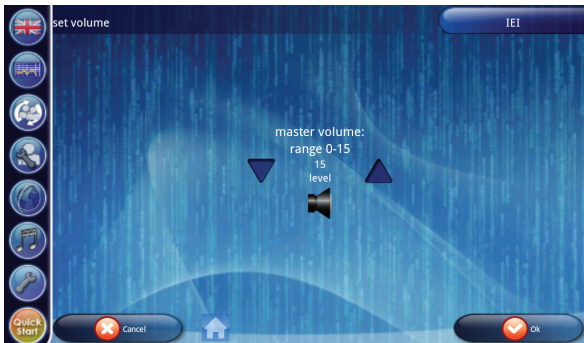 set volume
IEI
master volume:
range 0-15
15
level
Quick
Start
Cancel
Ok